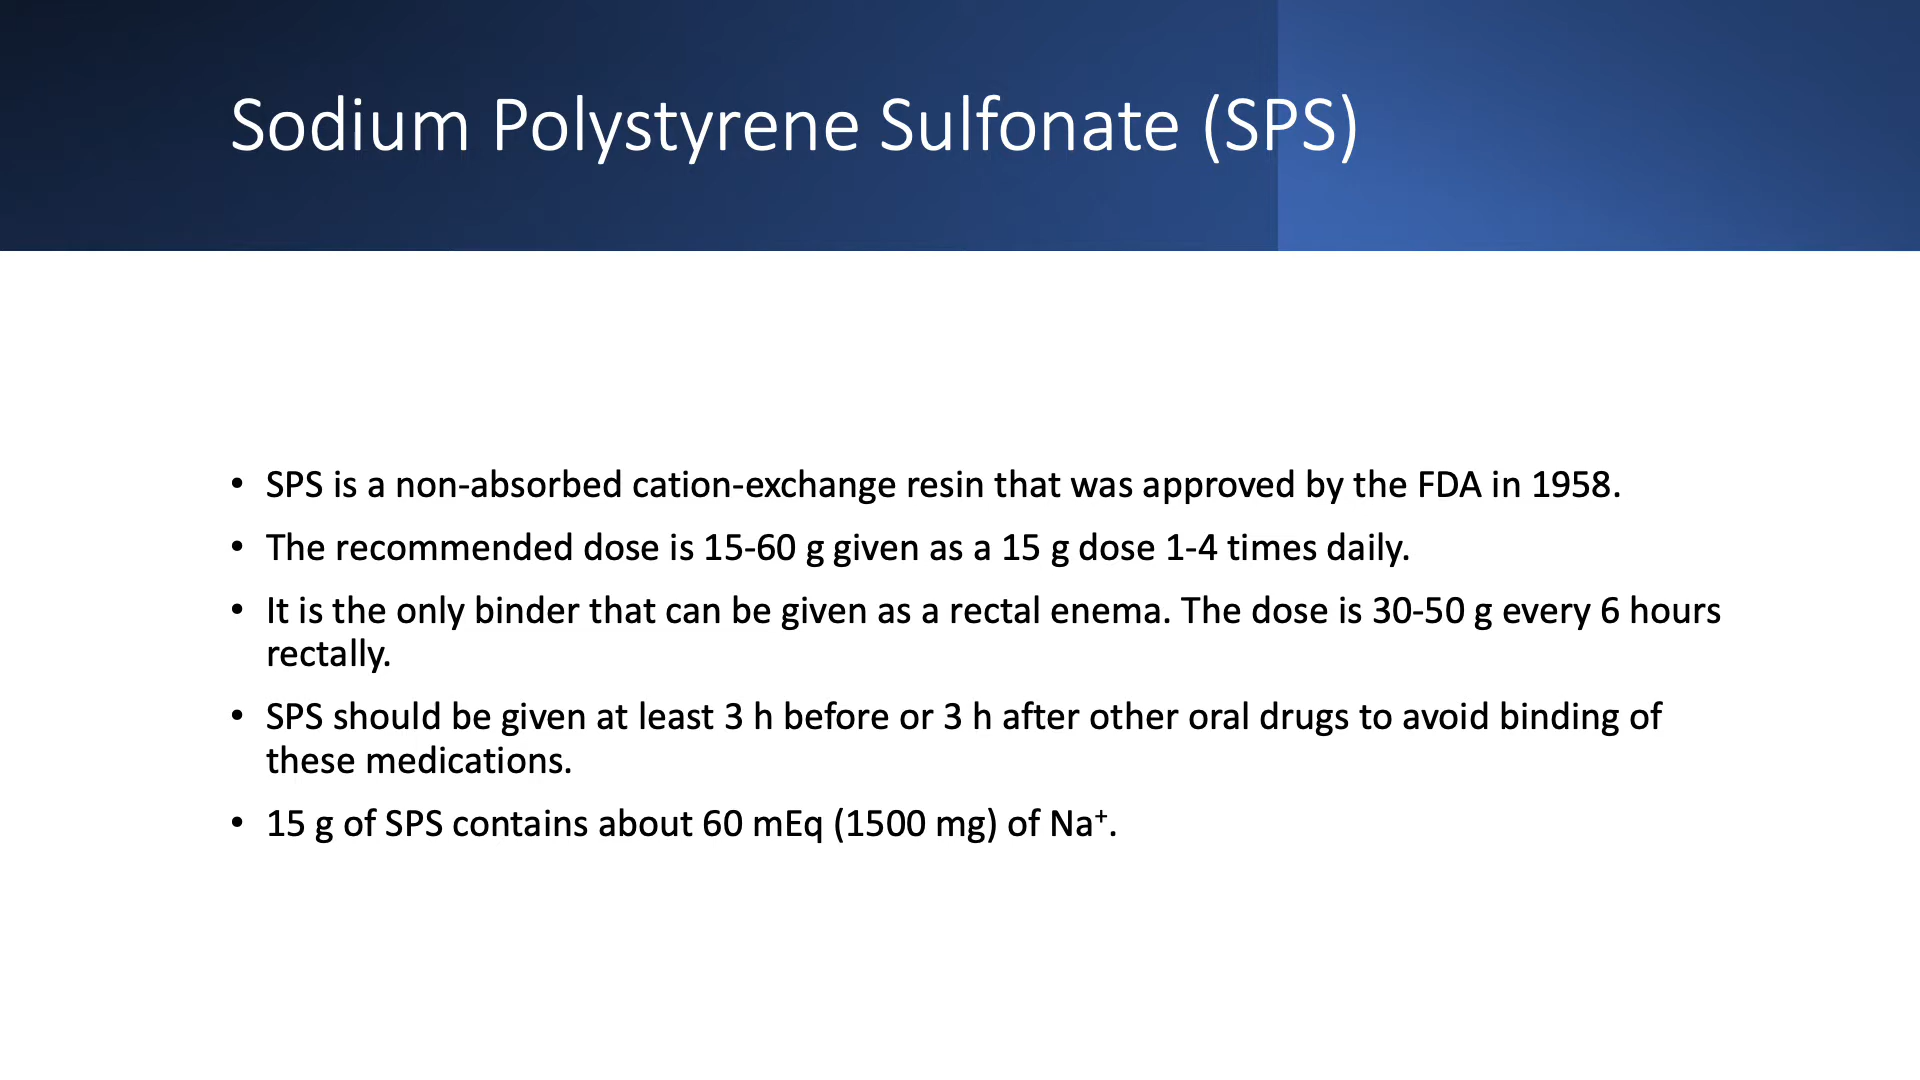 Sodium Polystyrene Sulfonate (SPS)
• SPS is a non-absorbed cation-exchange resin that was approved by the FDA in 1958.
• The recommended dose is 15-60 g given as a 15 g dose 1-4 times daily.
• It is the only binder that can be given as a rectal enema. The dose is 30-50 g every 6 hours
rectally.
• SPS should be given at least 3 h before or 3 h after other oral drugs to avoid binding of
these medications.
• 15 g of SPS contains about 60 mEq (1500 mg) of Na⁺.